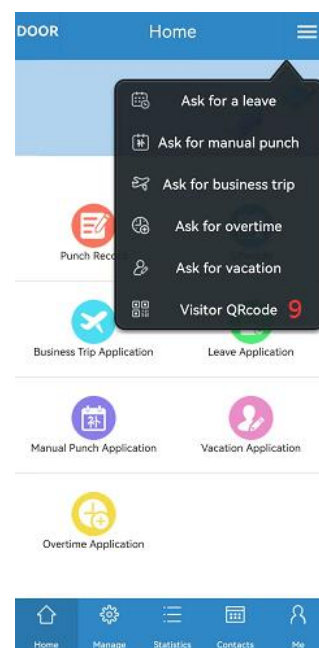 DOOR Home
Ask for a leave
Ask for manual punch
Ask for business trip
Ask for overtime
Ask for vacation
Visitor QRcode 9
Punch Rec
Business Trip Application Leave Application
Manual Punch Application Vacation Application
Overtime Application
Home Manage Statistics Contacts Me